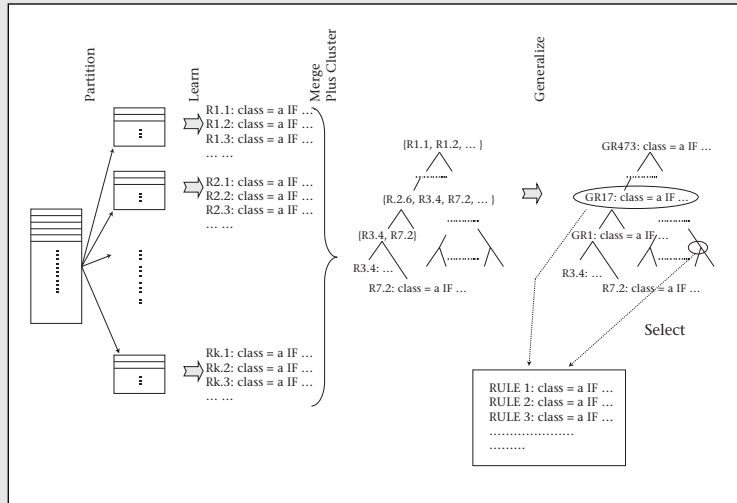 Partition
Learn
Merge
Plus Cluster
Generalize
R1.1: class = a IF …
R1.2: class = a IF …
R1.3: class = a IF …
… …
R2.1: class = a IF …
R2.2: class = a IF …
R2.3: class = a IF …
… …
Rk.1: class = a IF …
Rk.2: class = a IF …
Rk.3: class = a IF …
… …
{R1.1, R1.2, … }
{R.2.6, R3.4, R7.2, … }
{R3.4, R7.2}
R3.4: …
R7.2: class = a IF …
GR473: class = a IF …
GR17: class = a IF …
GR1: class = a IF …
R3.4: …
R7.2: class = a IF …
Select
RULE 1: class = a IF …
RULE 2: class = a IF …
RULE 3: class = a IF …
…………………
………